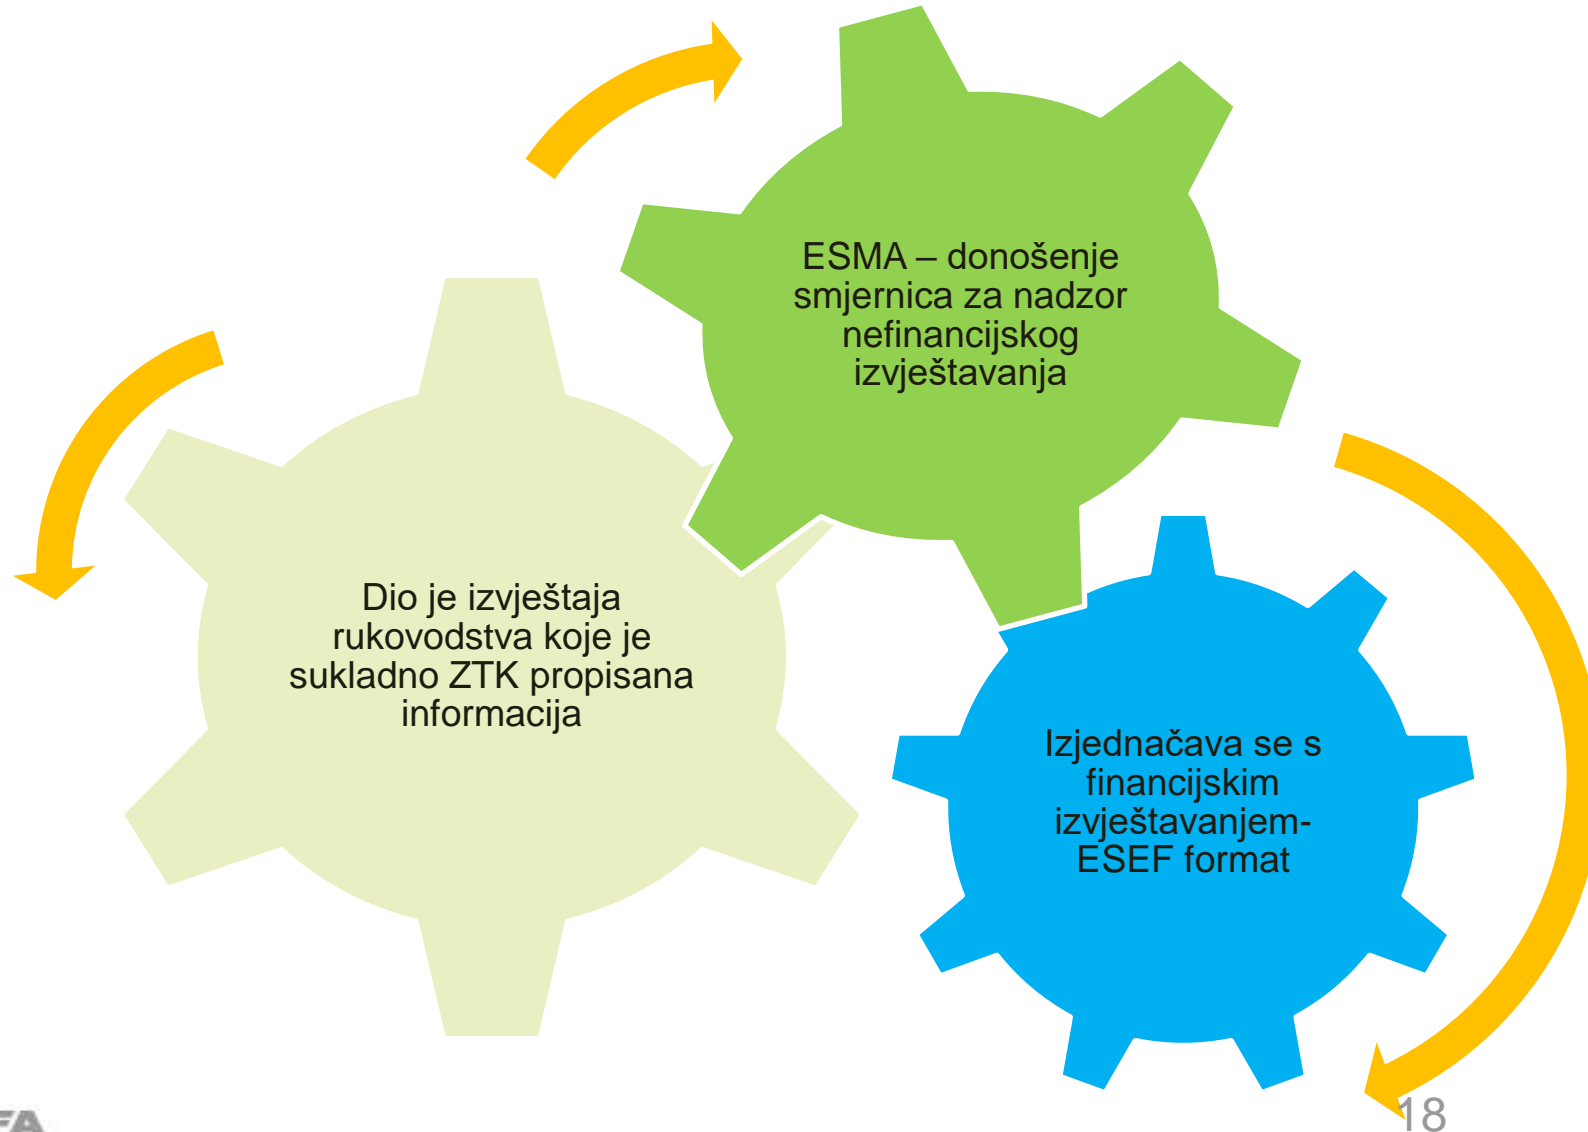 ESMA – donošenje
smjernica za nadzor
nefinancijskog
izvještavanja
Dio je izvještaja
rukovodstva koje je
sukladno ZTK propisana
informacija
Izjednačava se s
financijskim
izvještavanjem-
ESEF format
18